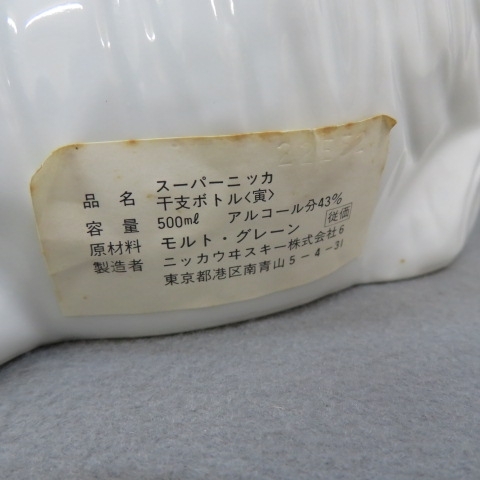 品名 スーパーニッカ
干支ボトル〈寅〉
容量 500mℓ アルコール分43%
原材料 モルト・グレーン 従価
製造者 ニッカウヰスキー株式会社6
東京都港区南青山5-4-31